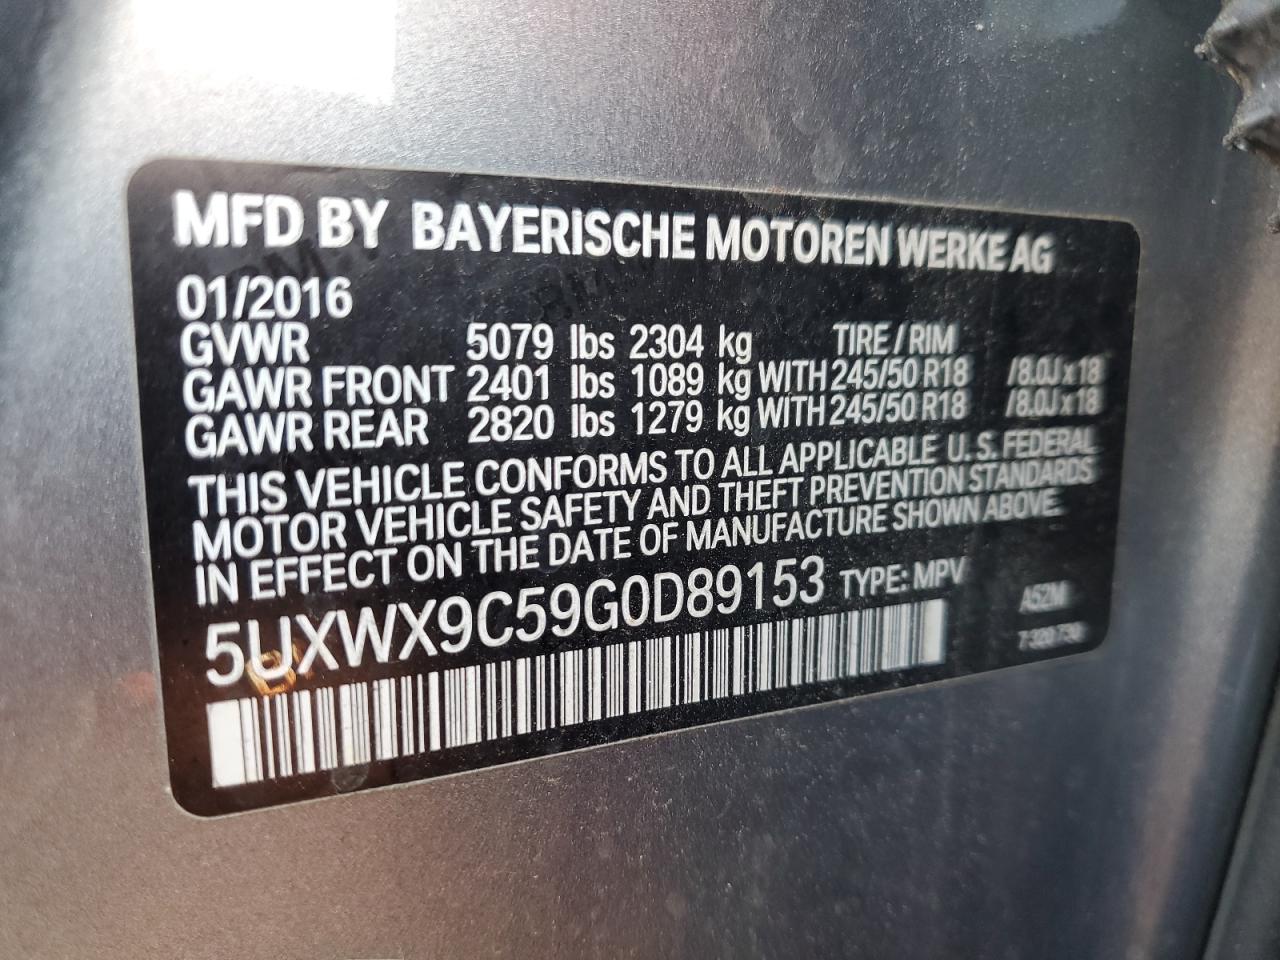 MFD BY BAYERISCHE MOTOREN WERKE AG
01/2016
GVWR 5079 lbs 2304 kg TIRE / RIM
GAWR FRONT 2401 lbs 1089 kg WITH 245/50 R18 /8.0J x 18
GAWR REAR 2820 lbs 1279 kg WITH 245/50 R18 /8.0J x 18
THIS VEHICLE CONFORMS TO ALL APPLICABLE U.S. FEDERAL
MOTOR VEHICLE SAFETY AND THEFT PREVENTION STANDARDS
IN EFFECT ON THE DATE OF MANUFACTURE SHOWN ABOVE.
5UXWX9C59G0D89153 TYPE: MPV
A52M
7 320 730